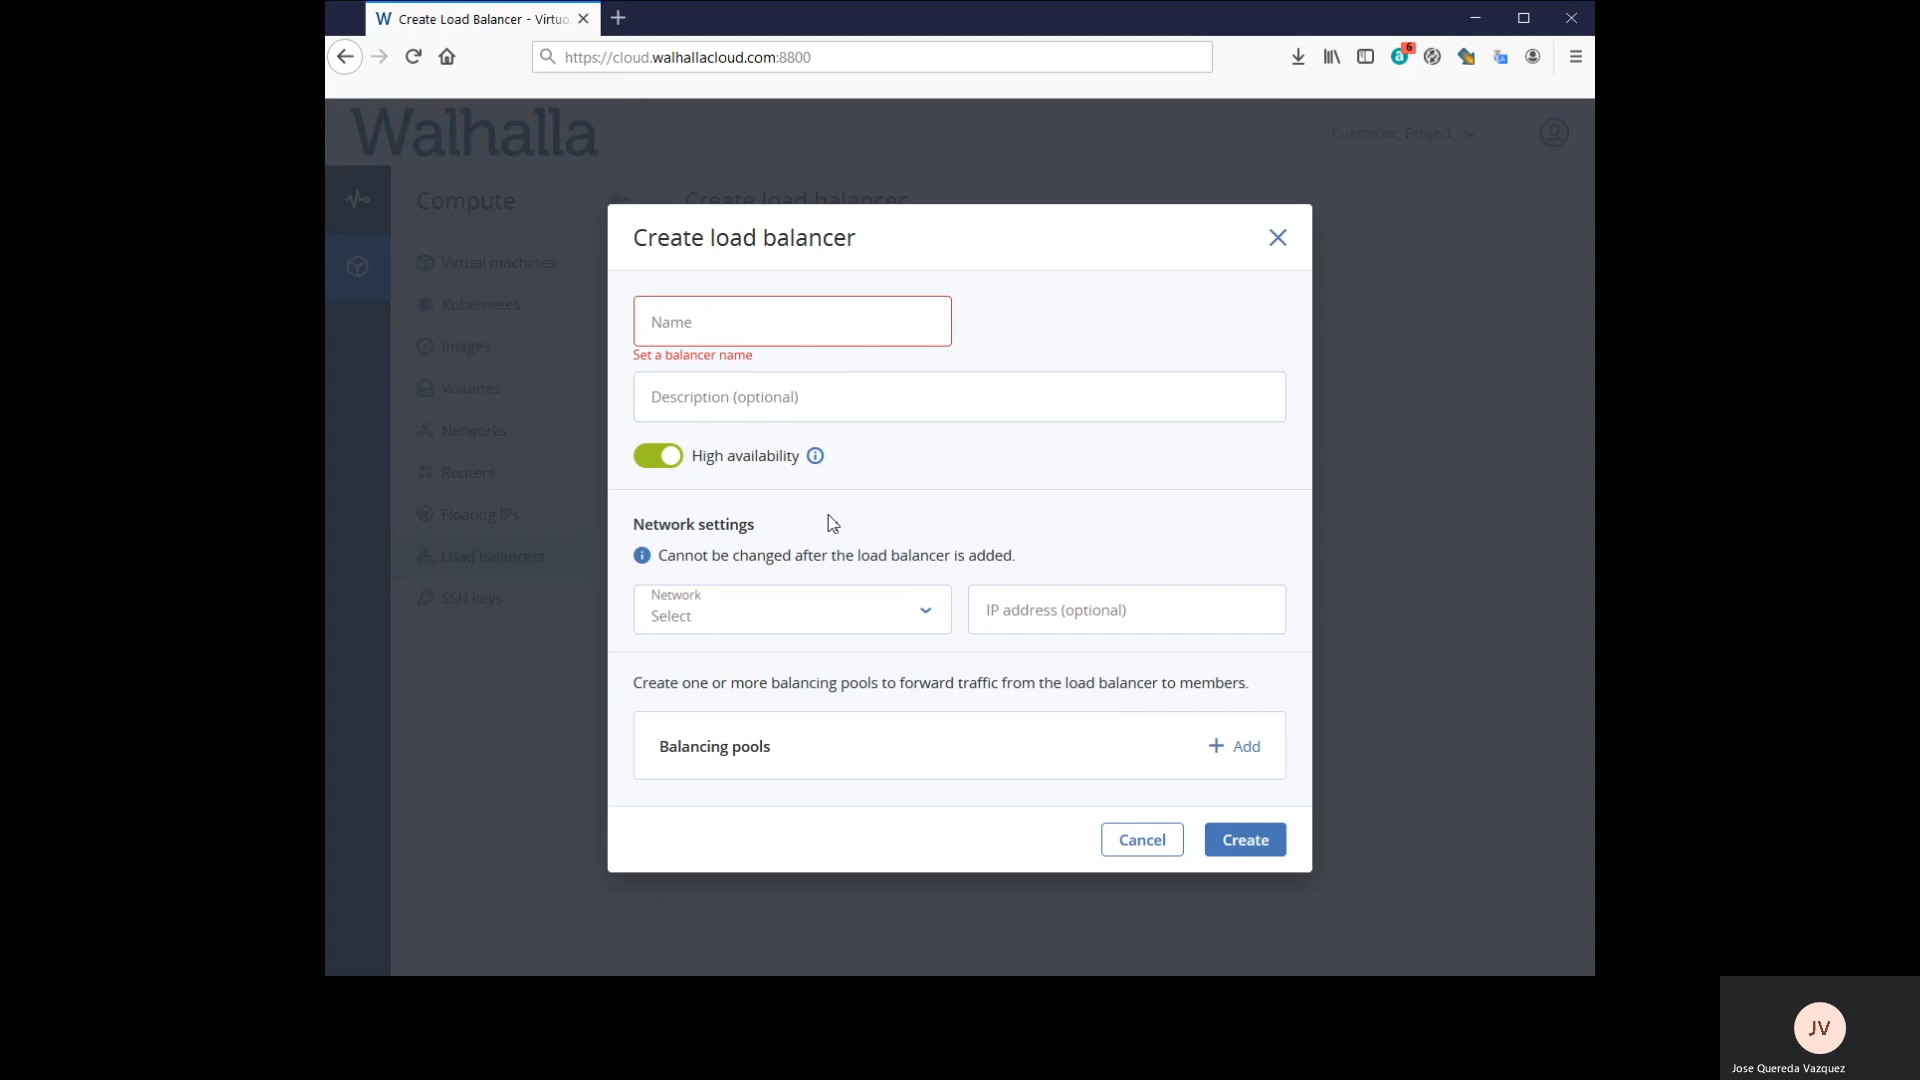 W Create Load Balancer - Virtuo
https://cloud.walhallacloud.com:8800
6
Walhalla
Customer_Project
Compute
Create load balancer
Virtual machines
Kubernetes
Images
Volumes
Networks
Routers
Floating IPs
Load balancers
SSH keys
Create load balancer
Name
Set a balancer name
Description (optional)
High availability
Network settings
Cannot be changed after the load balancer is added.
Network
Select
IP address (optional)
Create one or more balancing pools to forward traffic from the load balancer to members.
Balancing pools
+ Add
Cancel
Create
JV
Jose Quereda Vazquez